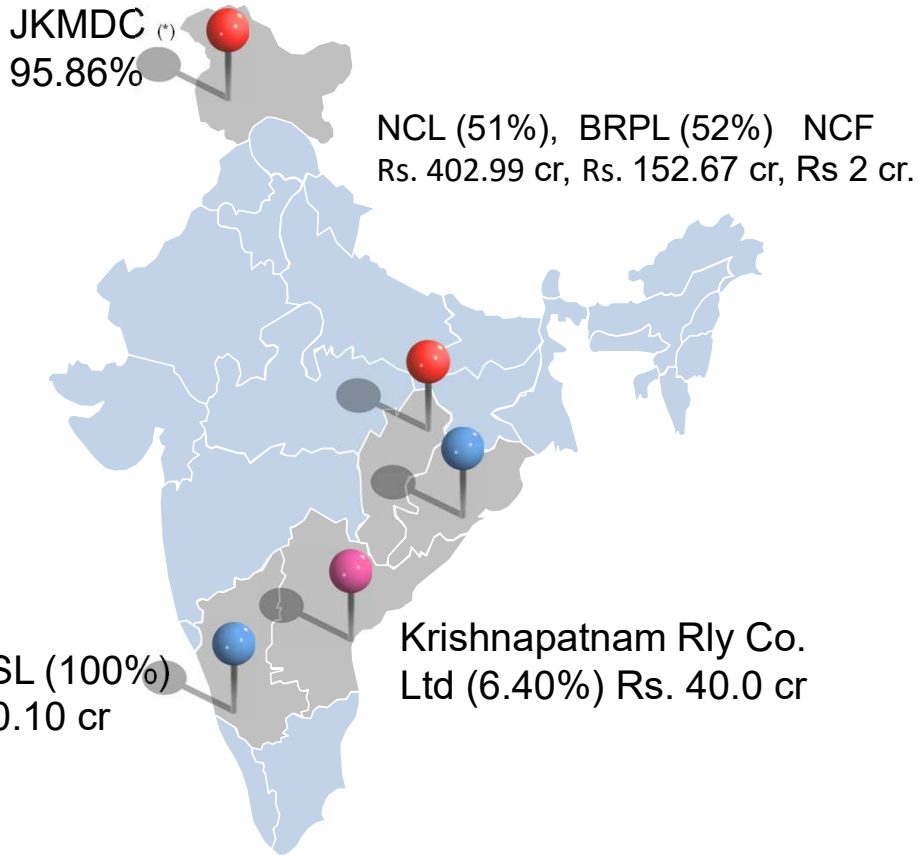 JKMDC (*)
95.86%
NCL (51%), BRPL (52%) NCF
Rs. 402.99 cr, Rs. 152.67 cr, Rs 2 cr.
Krishnapatnam Rly Co.
Ltd (6.40%) Rs. 40.0 cr
SL (100%)
0.10 cr